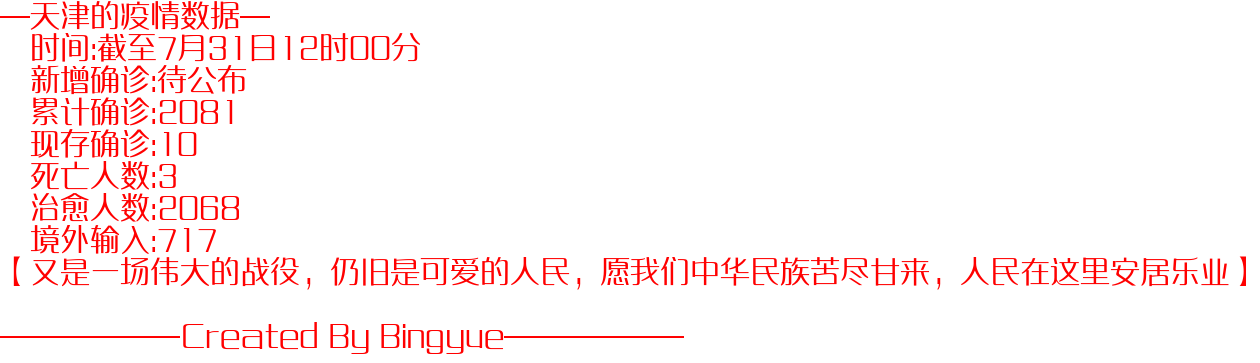 —天津的疫情数据—
时间:截至7月31日12时00分
新增确诊:待公布
累计确诊:2081
现存确诊:10
死亡人数:3
治愈人数:2068
境外输入:717
【又是一场伟大的战役，仍旧是可爱的人民，愿我们中华民族苦尽甘来，人民在这里安居乐业】
——————Created By Bingyue——————